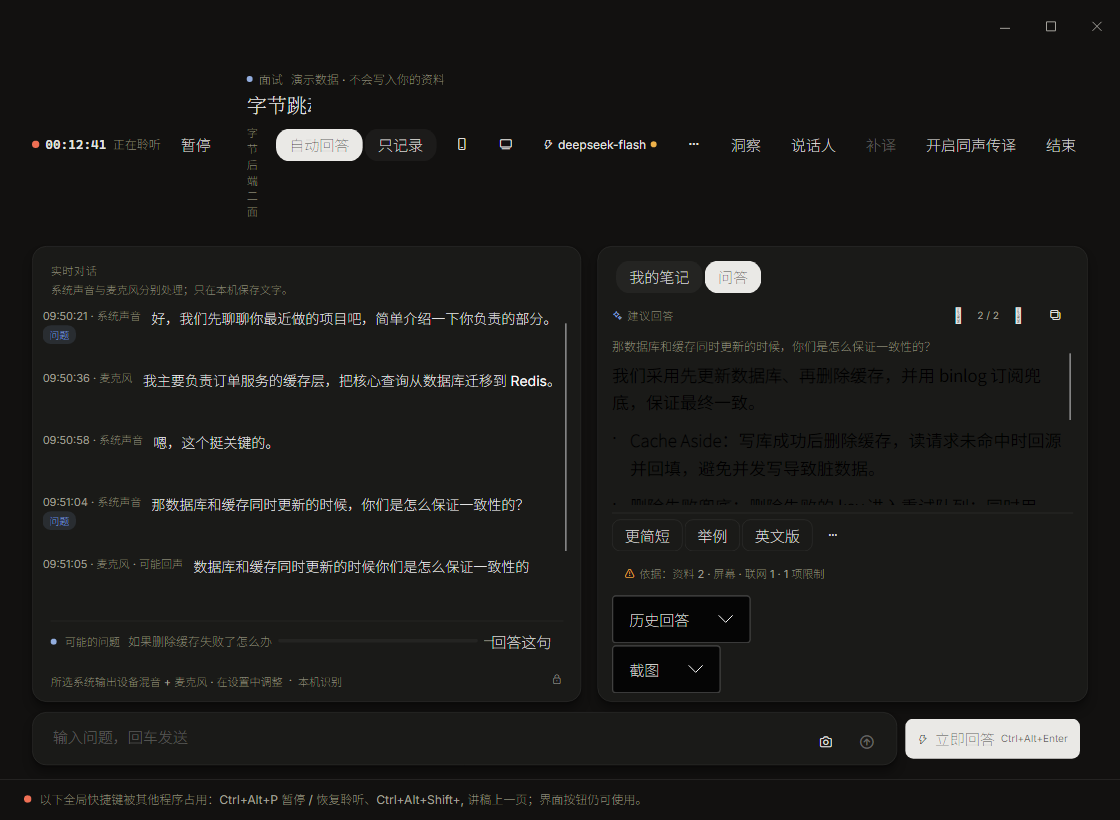 面试 演示数据 · 不会写入你的资料
字节跳
00:12:41 正在聆听 暂停
字节后端二面
自动回答 只记录 deepseek-flash ··· 洞察 说话人 补译 开启同声传译 结束
实时对话
系统声音与麦克风分别处理；只在本机保存文字。
09:50:21 · 系统声音 好，我们先聊聊你最近做的项目吧，简单介绍一下你负责的部分。
问题
09:50:36 · 麦克风 我主要负责订单服务的缓存层，把核心查询从数据库迁移到 Redis。
09:50:58 · 系统声音 嗯，这个挺关键的。
09:51:04 · 系统声音 那数据库和缓存同时更新的时候，你们是怎么保证一致性的？
问题
09:51:05 · 麦克风 · 可能回声 数据库和缓存同时更新的时候你们是怎么保证一致性的
可能的问题 如果删除缓存失败了怎么办 回答这句
所选系统输出设备混音 + 麦克风 · 在设置中调整 · 本机识别
我的笔记 问答
建议回答 2 / 2
那数据库和缓存同时更新的时候，你们是怎么保证一致性的？
我们采用先更新数据库、再删除缓存，并用 binlog 订阅兜
底，保证最终一致。
· Cache Aside：写库成功后删除缓存，读请求未命中时回源
并回填，避免并发写导致脏数据。
更简短 举例 英文版 ···
依据：资料 2 · 屏幕 · 联网 1 · 1 项限制
历史回答
截图
输入问题，回车发送
立即回答 Ctrl+Alt+Enter
以下全局快捷键被其他程序占用：Ctrl+Alt+P 暂停 / 恢复聆听、Ctrl+Alt+Shift+, 讲稿上一页；界面按钮仍可使用。